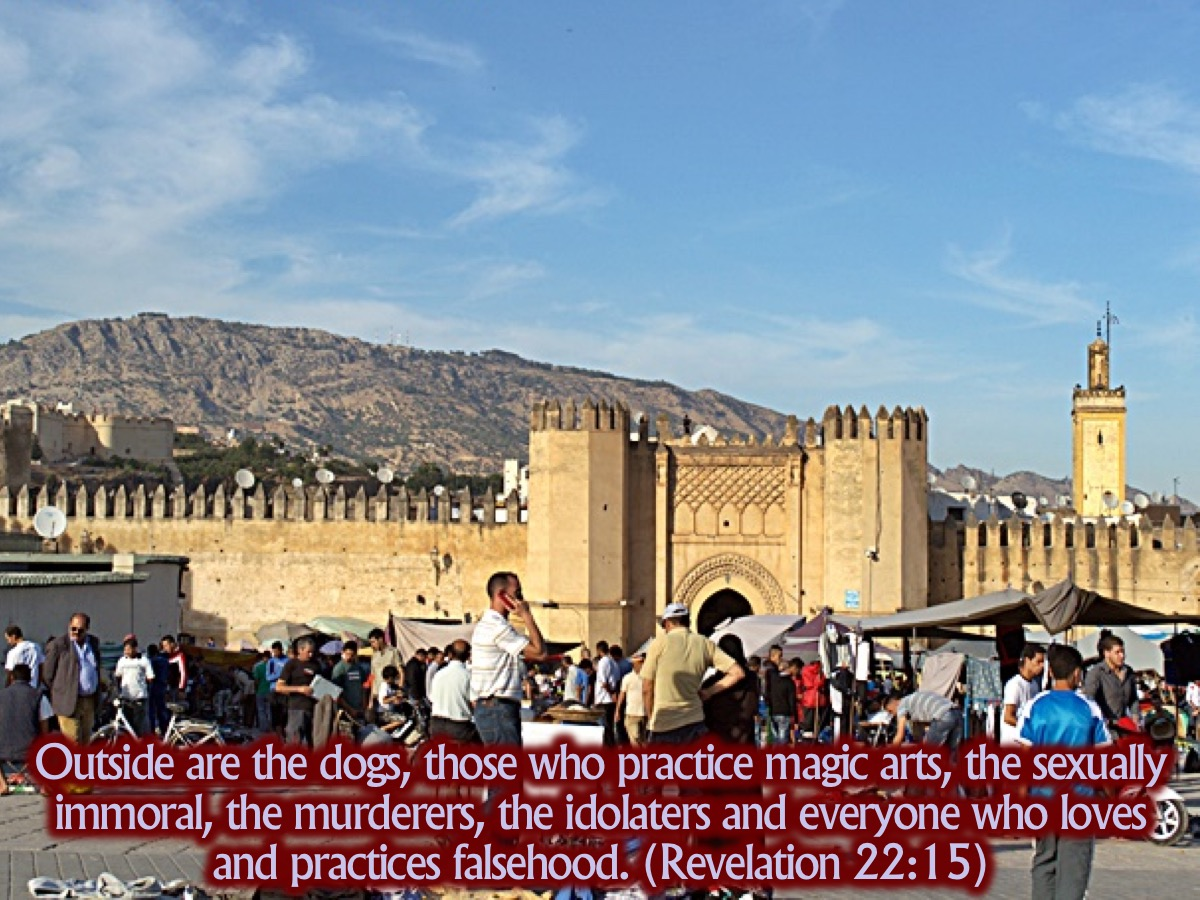 Outside are the dogs, those who practice magic arts, the sexually
immoral, the murderers, the idolaters and everyone who loves
and practices falsehood. (Revelation 22:15)